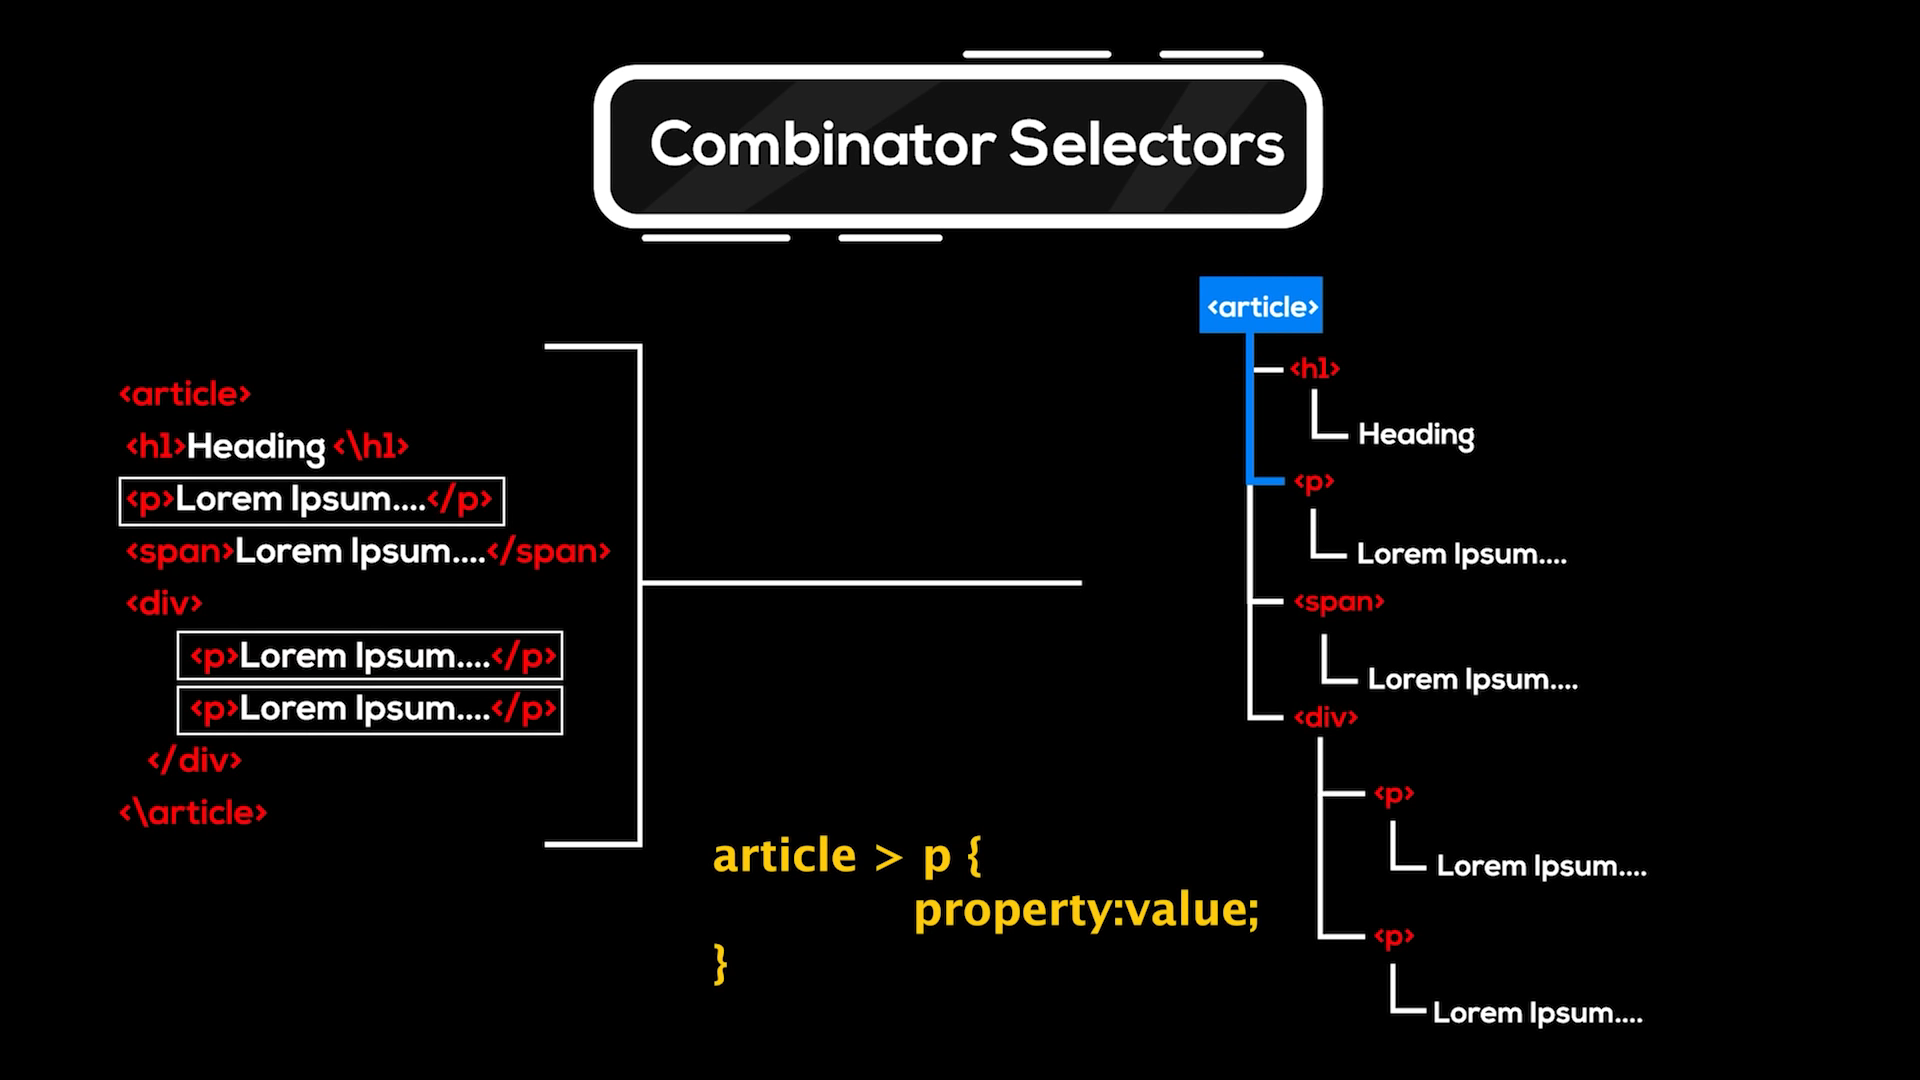 Combinator Selectors
<article>
<h1>Heading <\h1>
<p>Lorem Ipsum....</p>
<span>Lorem Ipsum....</span>
<div>
<p>Lorem Ipsum....</p>
<p>Lorem Ipsum....</p>
</div>
<\article>
article > p {
property:value;
}
<article>
<h1>
Heading
<p>
Lorem Ipsum....
<span>
Lorem Ipsum....
<div>
<p>
Lorem Ipsum....
<p>
Lorem Ipsum....